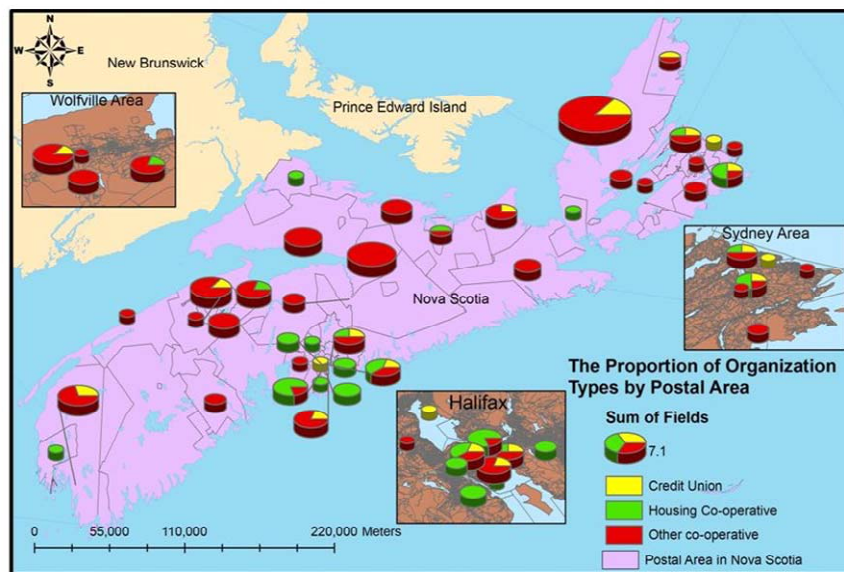 N
W E
S
New Brunswick
Wolfville Area
Prince Edward Island
Sydney Area
Nova Scotia
Halifax
The Proportion of Organization
Types by Postal Area
Sum of Fields
7.1
Credit Union
Housing Co-operative
Other co-operative
Postal Area in Nova Scotia
0 55,000 110,000 220,000 Meters